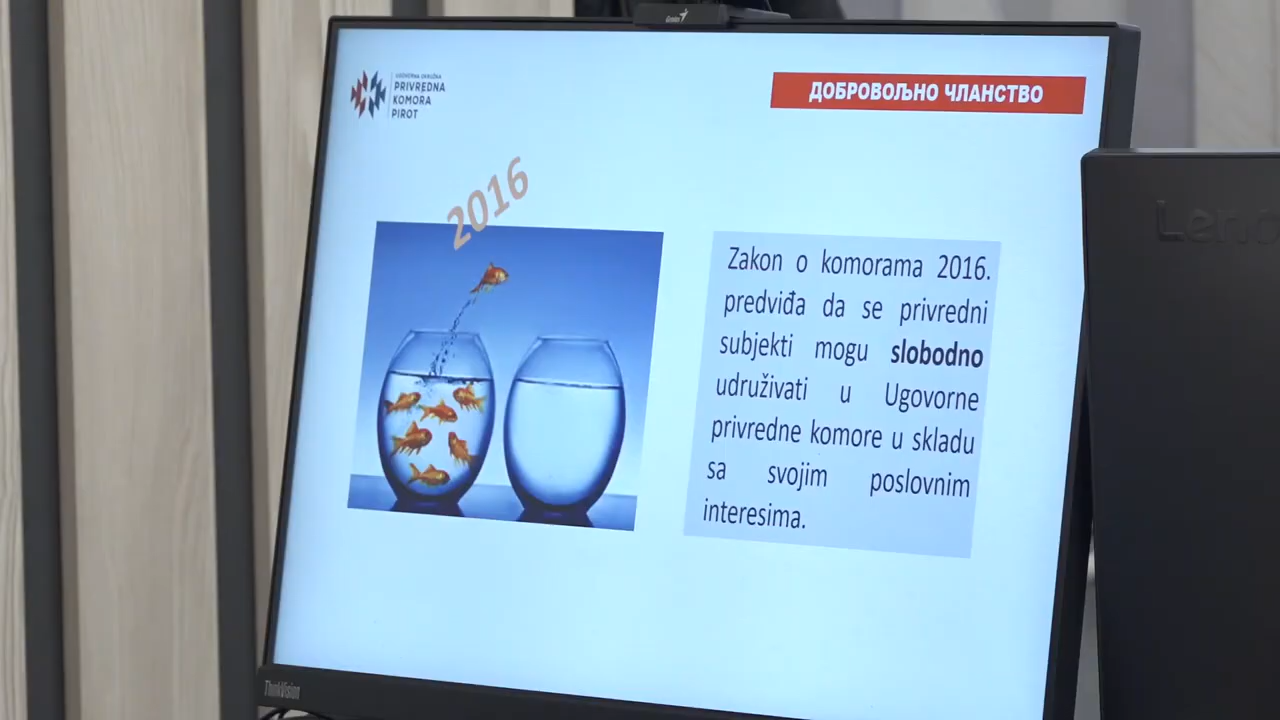 Genius
UGOVORNA OKRUŽNA
PRIVREDNA
KOMORA
PIROT
ДОБРОВОЉНО ЧЛАНСТВО
2016
Zakon o komorama 2016.
predviđa da se privredni
subjekti mogu slobodno
udruživati u Ugovorne
privredne komore u skladu
sa svojim poslovnim
interesima.
ThinkVision